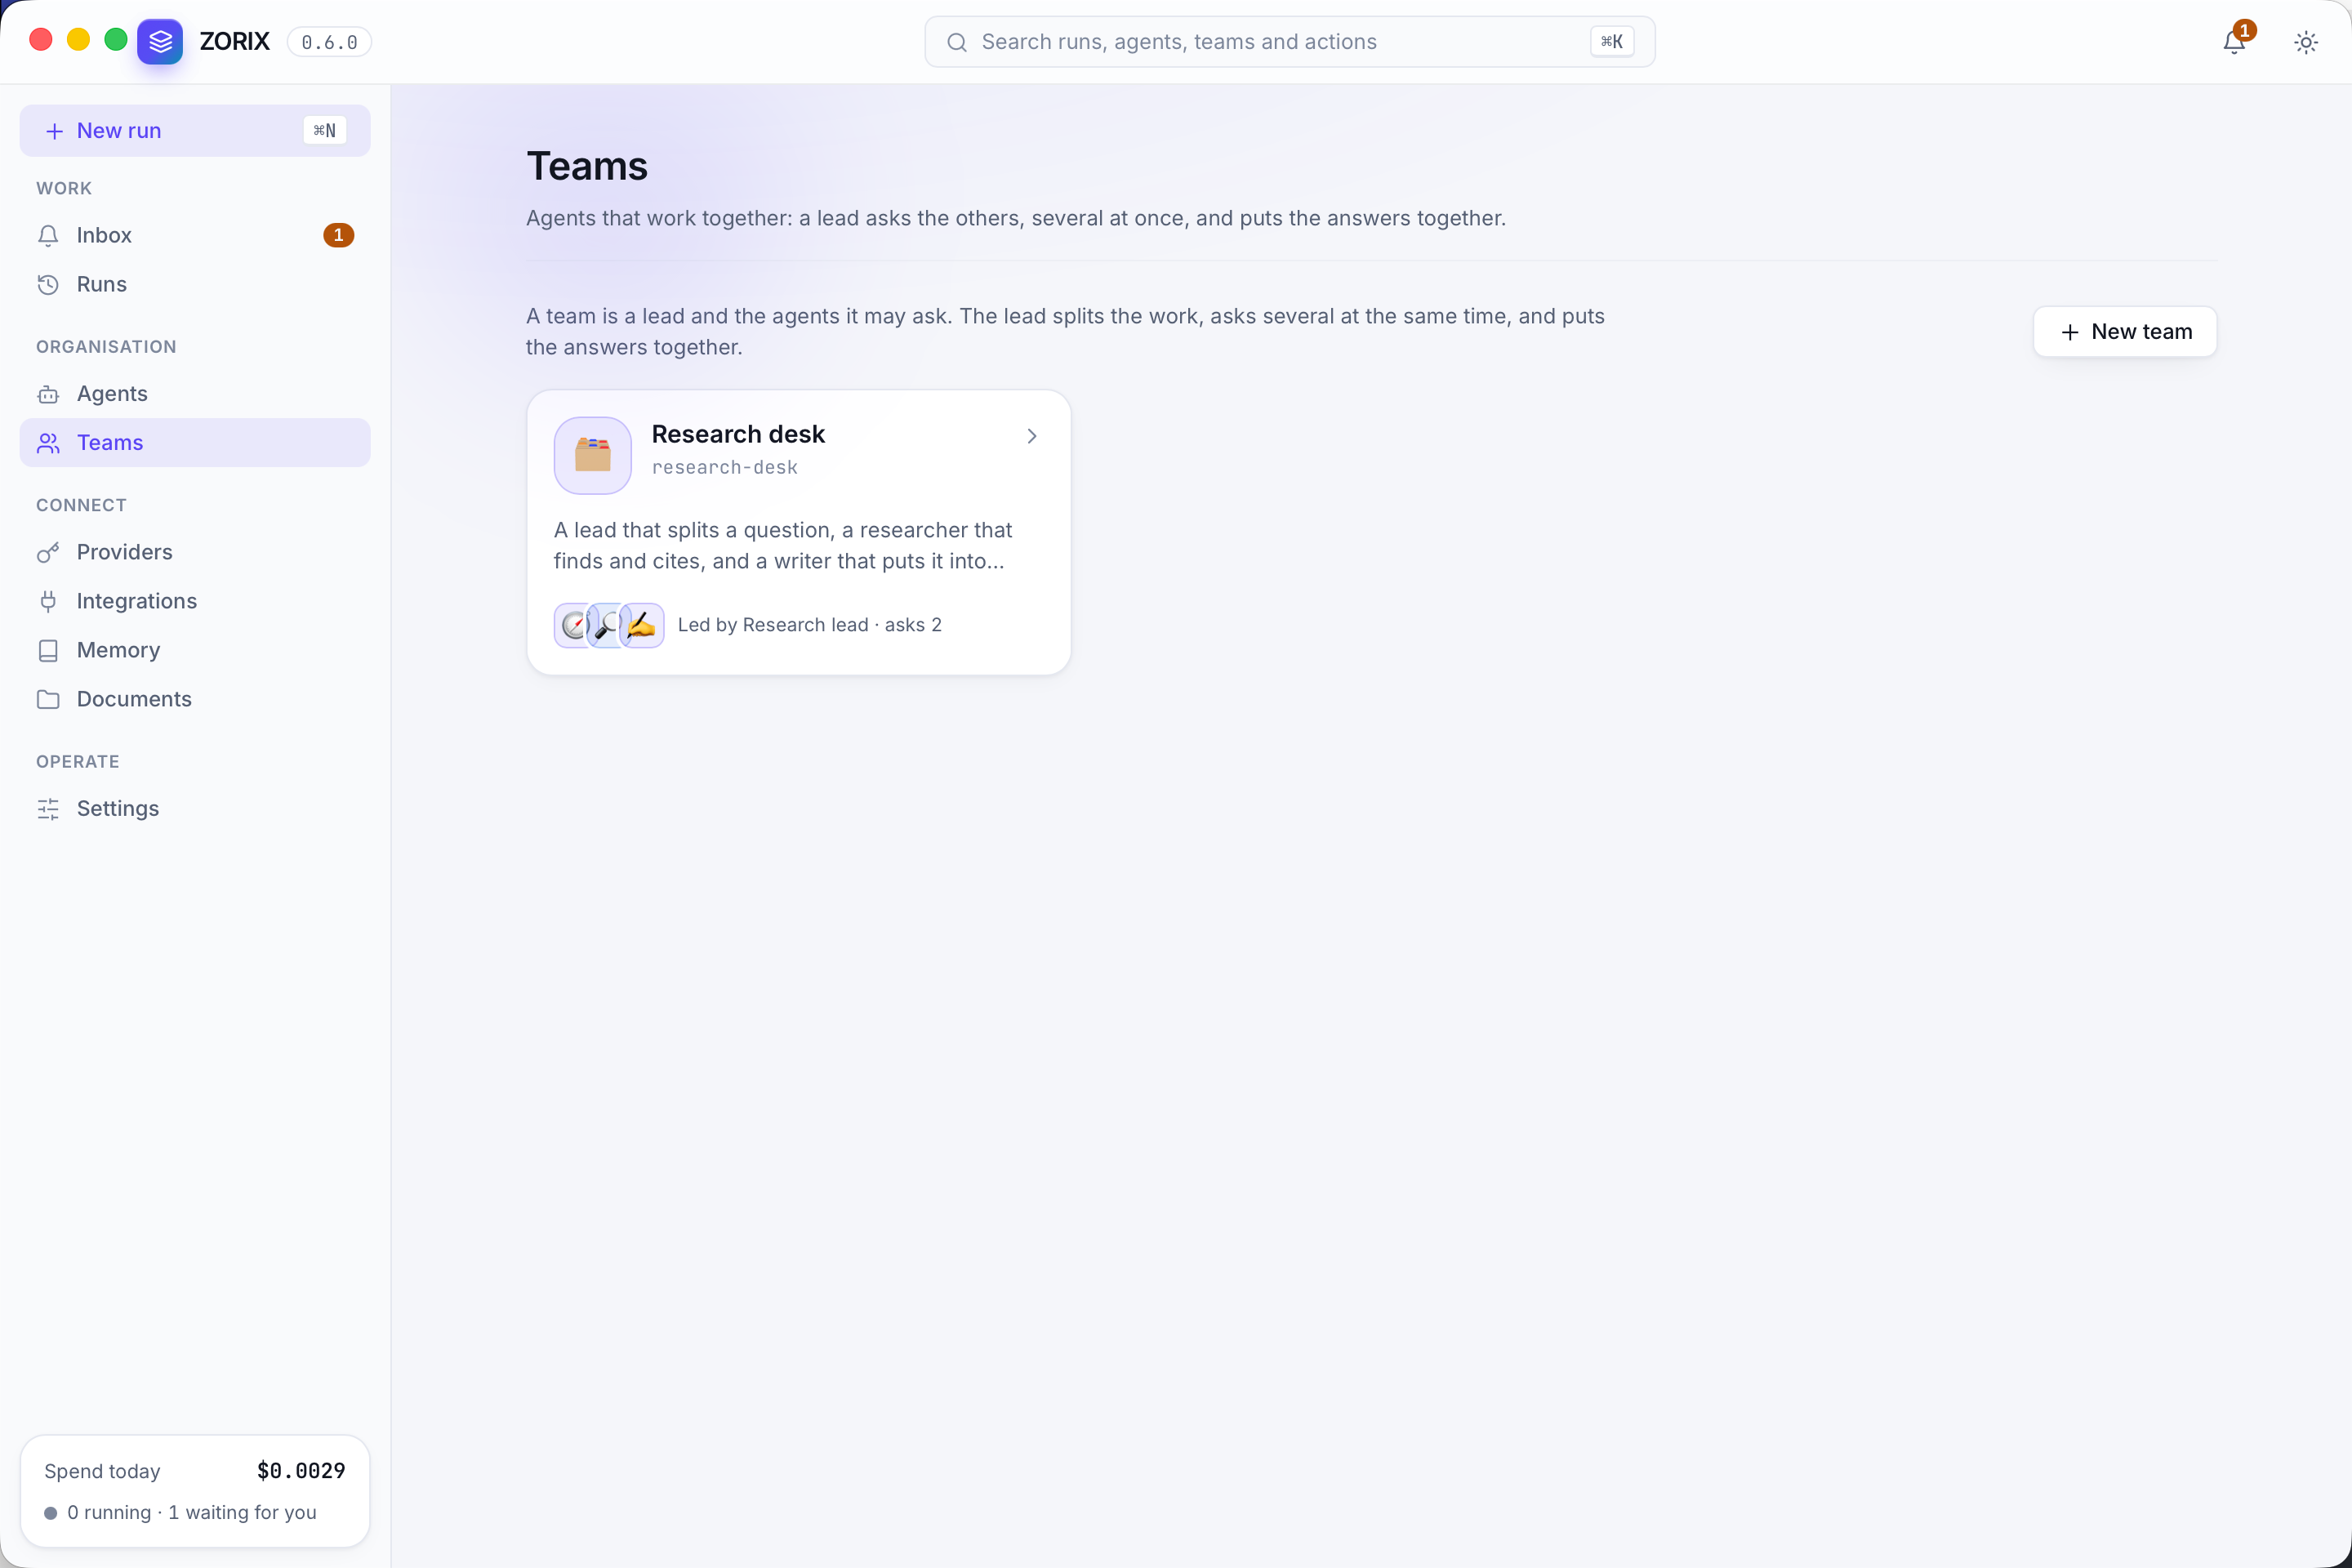 ZORIX 0.6.0
Search runs, agents, teams and actions ⌘K
1
New run ⌘N
WORK
Inbox 1
Runs
ORGANISATION
Agents
Teams
CONNECT
Providers
Integrations
Memory
Documents
OPERATE
Settings
Spend today $0.0029
0 running · 1 waiting for you
Teams
Agents that work together: a lead asks the others, several at once, and puts the answers together.
A team is a lead and the agents it may ask. The lead splits the work, asks several at the same time, and puts
the answers together.
New team
Research desk
research-desk
A lead that splits a question, a researcher that
finds and cites, and a writer that puts it into...
Led by Research lead · asks 2